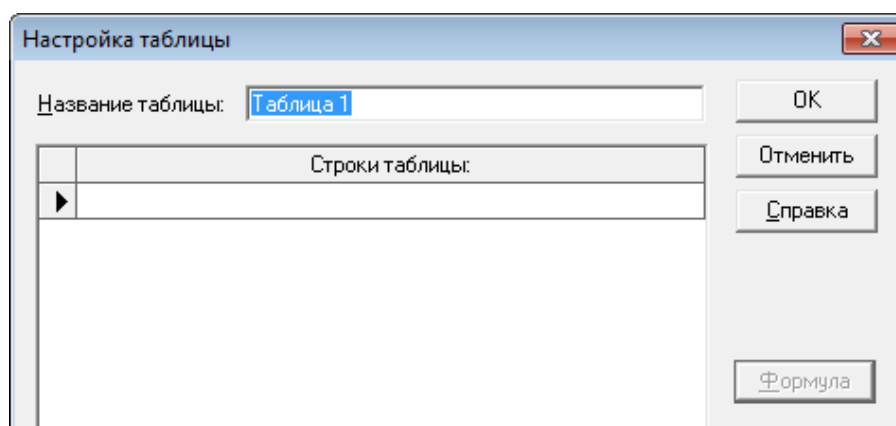 Настройка таблицы
Название таблицы: Таблица 1
OK
Строки таблицы:
Отменить
Справка
Формула